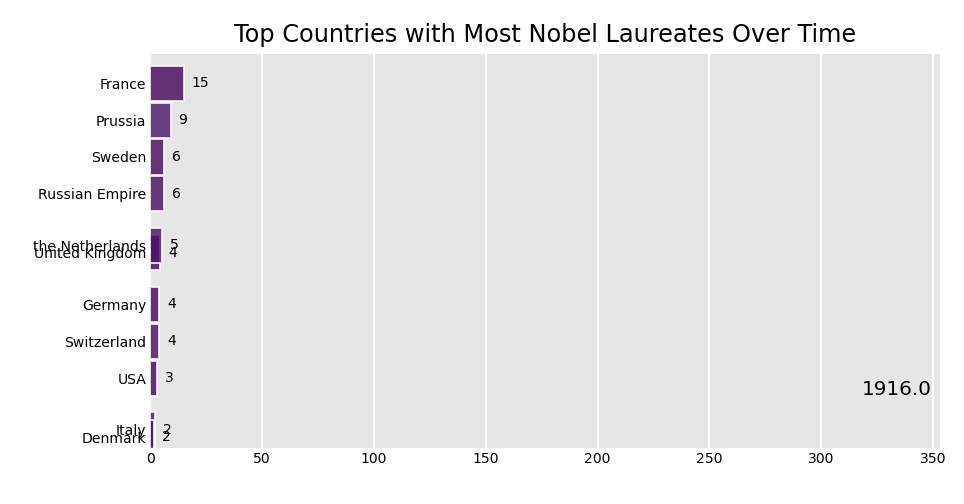 Top Countries with Most Nobel Laureates Over Time
France 15
Prussia 9
Sweden 6
Russian Empire 6
the Netherlands 5
United Kingdom 4
Germany 4
Switzerland 4
USA 3
1916.0
Italy 2
Denmark 2
0 50 100 150 200 250 300 350